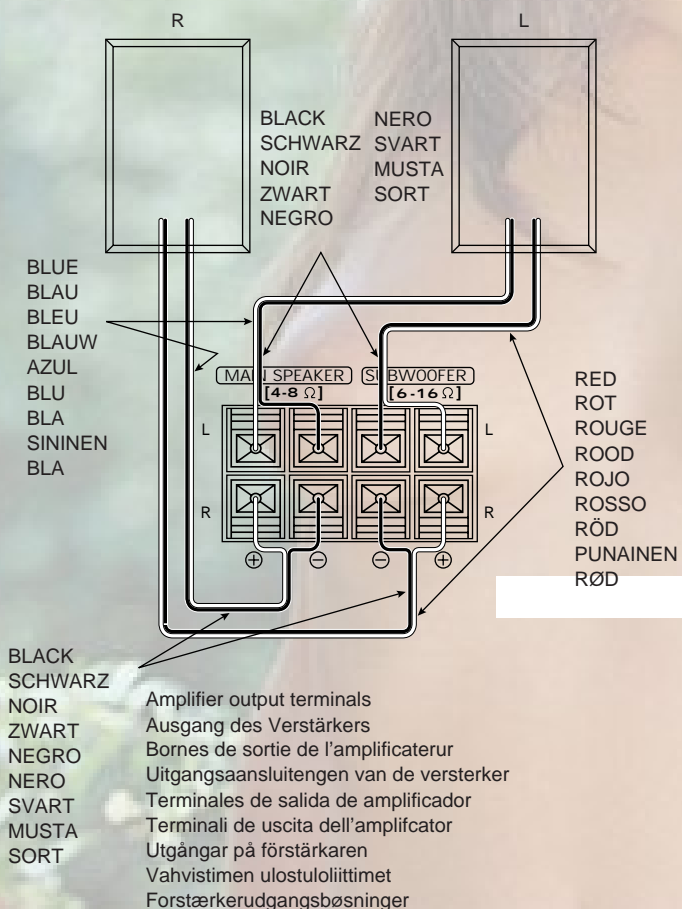 R
L
BLACK
SCHWARZ
NOIR
ZWART
NEGRO
NERO
SVART
MUSTA
SORT
BLUE
BLAU
BLEU
BLAUW
AZUL
BLU
BLA
SININEN
BLA
MAIN SPEAKER
[4-8 Ω]
SUBWOOFER
[6-16 Ω]
L
L
R
R
⊕ ⊖ ⊖ ⊕
RED
ROT
ROUGE
ROOD
ROJO
ROSSO
RÖD
PUNAINEN
RØD
BLACK
SCHWARZ
NOIR
ZWART
NEGRO
NERO
SVART
MUSTA
SORT
Amplifier output terminals
Ausgang des Verstärkers
Bornes de sortie de l'amplificaterur
Uitgangsaansluitengen van de versterker
Terminales de salida de amplificador
Terminali de uscita dell'amplifcator
Utgångar på förstärkaren
Vahvistimen ulostuloliittimet
Forstærkerudgangsbøsninger